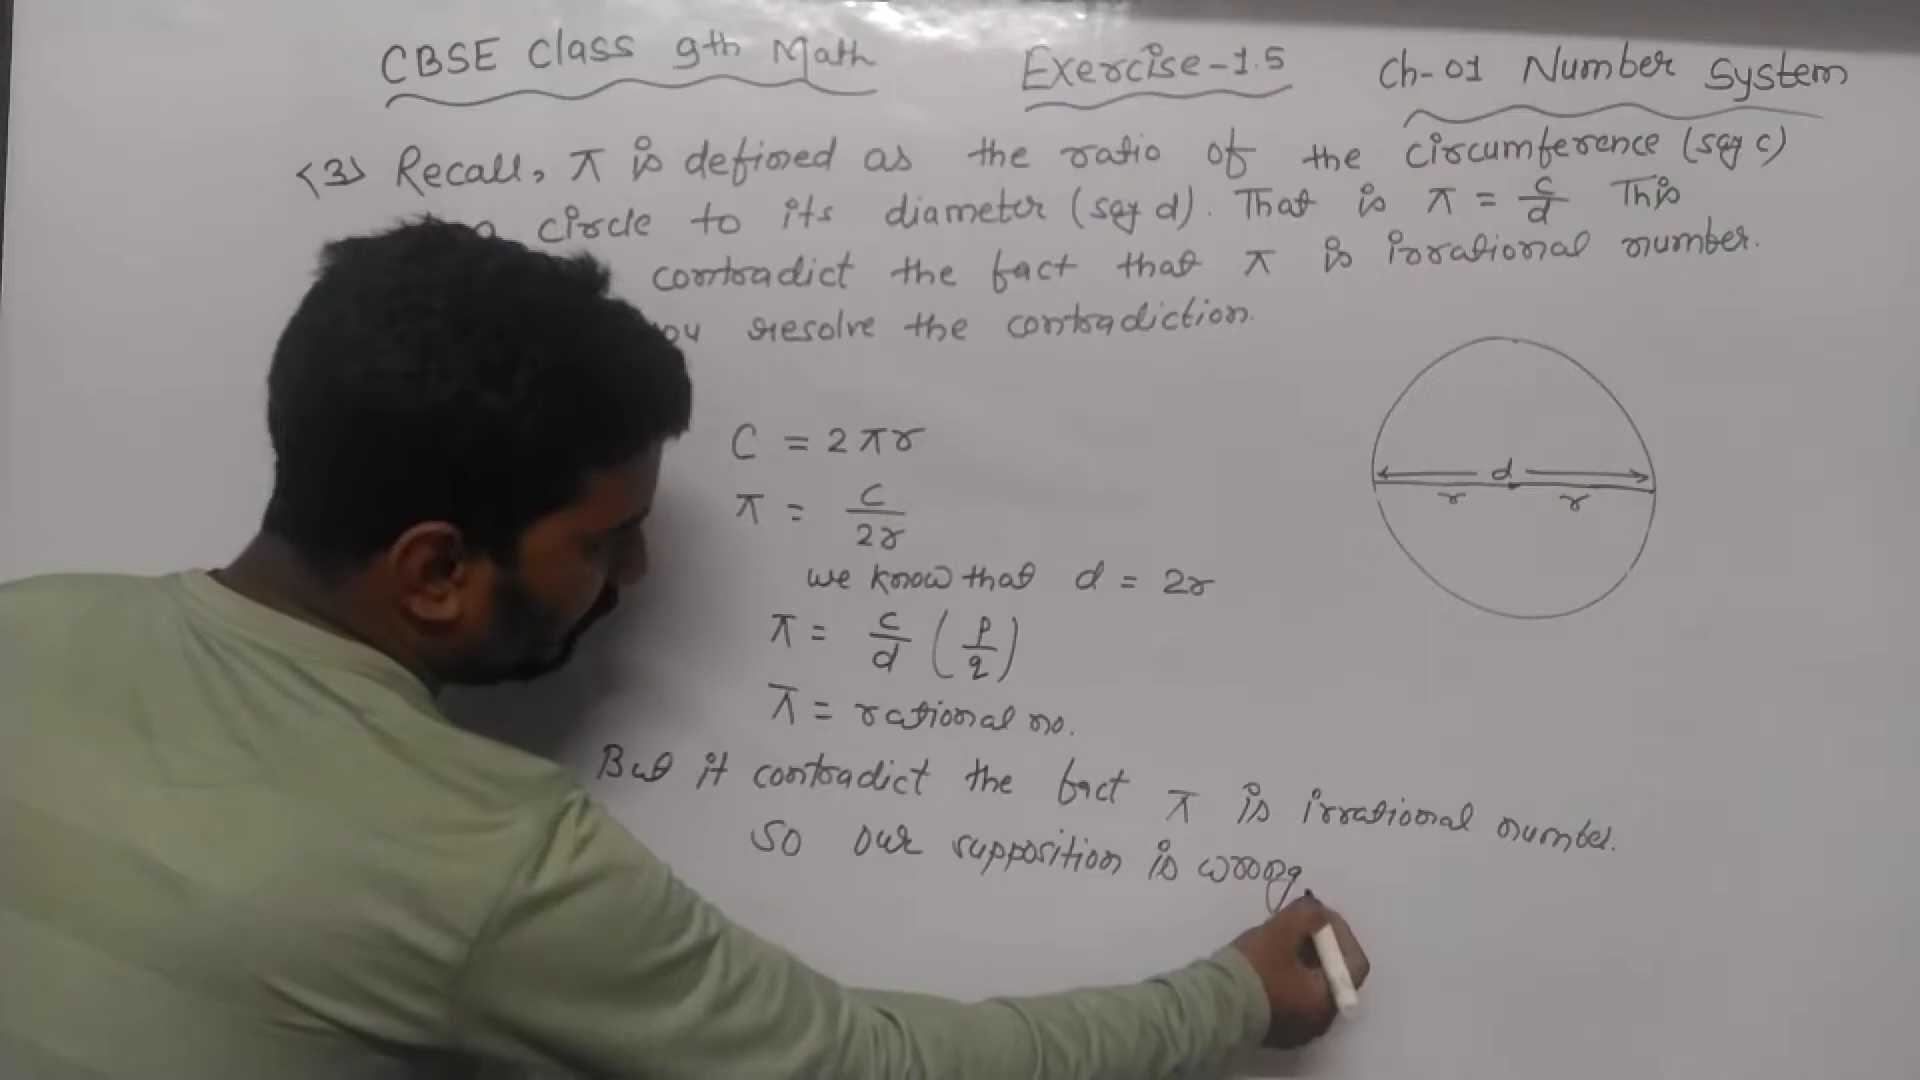 CBSE Class 9th Math Exercise-1.5 Ch-01 Number System
<3> Recall, π is defined as the ratio of the circumference (say c)
a circle to its diameter (say d). That is π = c/d This
contradict the fact that π is irrational number.
you resolve the contradiction.
C = 2πr
π = c/2r
d
r r
we know that d = 2r
π = c/d (p/q)
π = rational no.
But it contradict the fact π is irrational number.
So our supposition is wrong